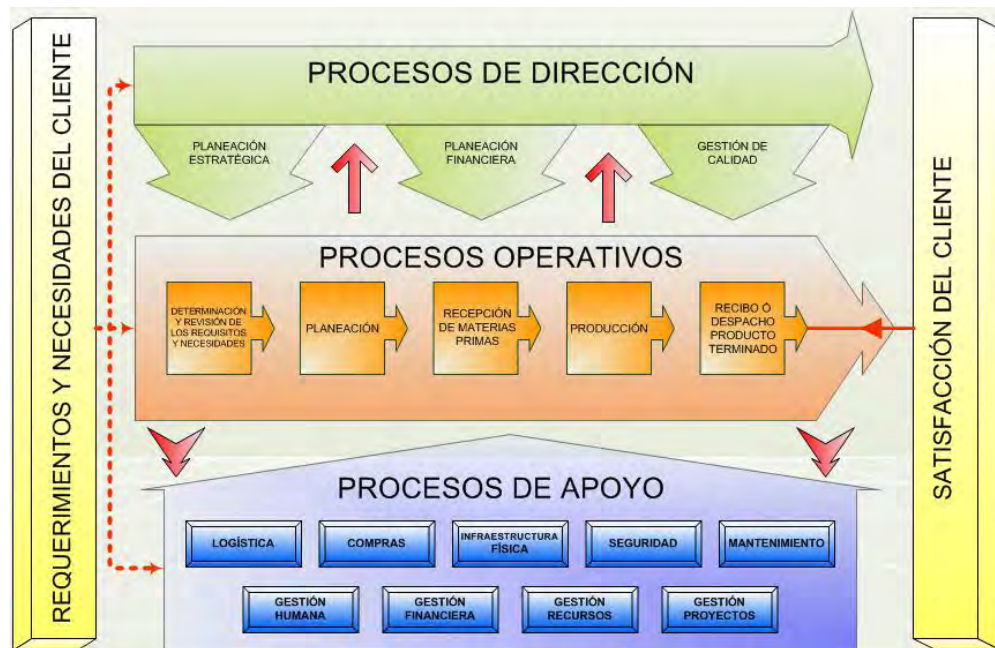 REQUERIMIENTOS Y NECESIDADES DEL CLIENTE
PROCESOS DE DIRECCIÓN
PLANEACIÓN
ESTRATÉGICA
PLANEACIÓN
FINANCIERA
GESTIÓN DE
CALIDAD
PROCESOS OPERATIVOS
DETERMINACIÓN
Y REVISIÓN DE
LOS REQUISITOS
Y NECESIDADES
PLANEACIÓN
RECEPCIÓN
DE MATERIAS
PRIMAS
PRODUCCIÓN
RECIBO Ó
DESPACHO
PRODUCTO
TERMINADO
PROCESOS DE APOYO
LOGÍSTICA
COMPRAS
INFRAESTRUCTURA
FÍSICA
SEGURIDAD
MANTENIMIENTO
GESTIÓN
HUMANA
GESTIÓN
FINANCIERA
GESTIÓN
RECURSOS
GESTIÓN
PROYECTOS
SATISFACCIÓN DEL CLIENTE